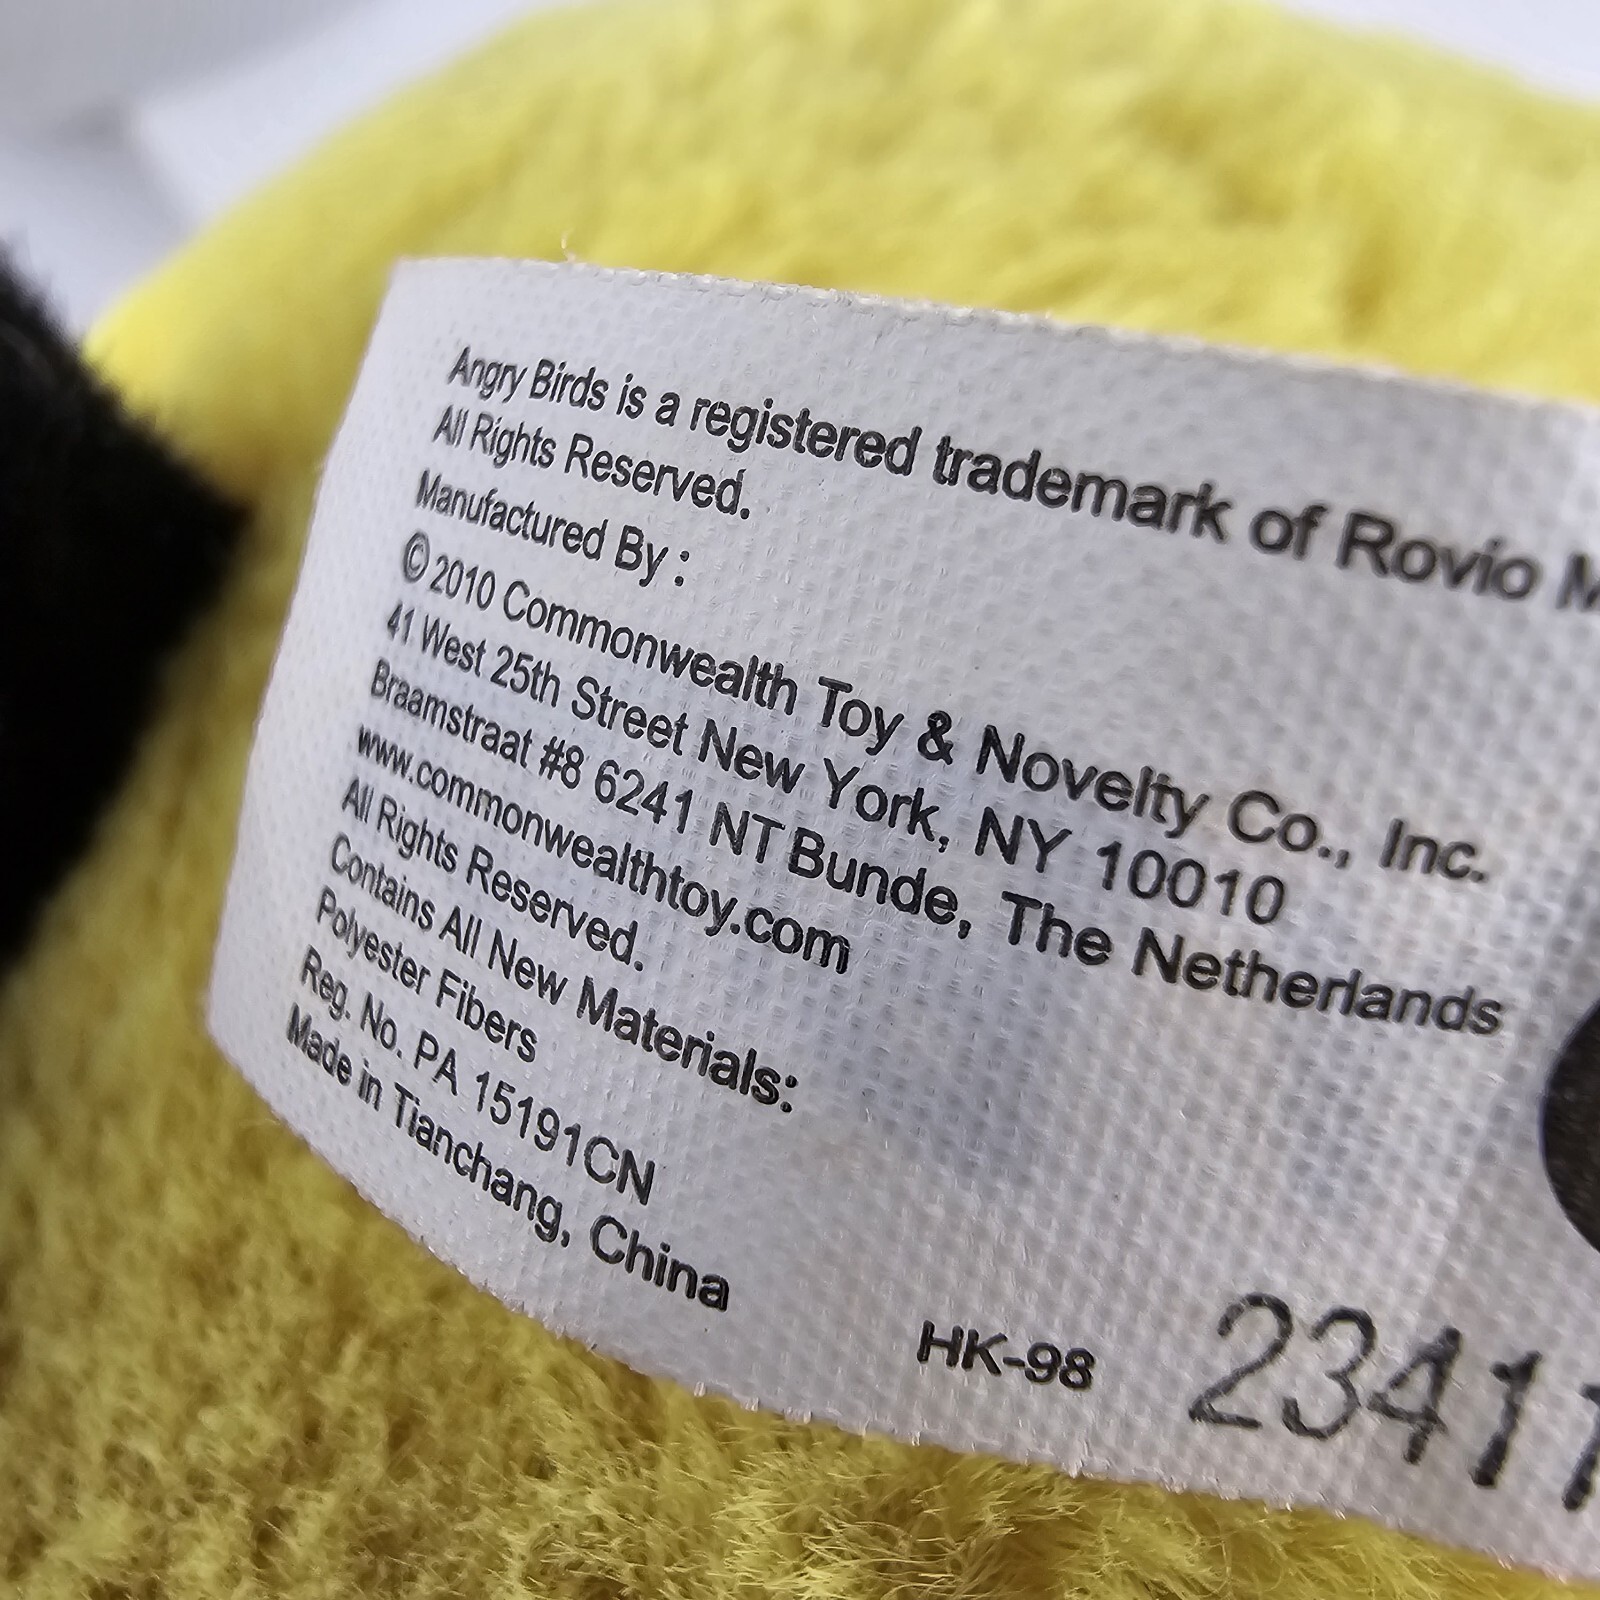 Angry Birds is a registered trademark of Rovio
All Rights Reserved.
Manufactured By :
© 2010 Commonwealth Toy & Novelty Co., Inc.
41 West 25th Street New York, NY 10010
Braamstraat #8 6241 NT Bunde, The Netherlands
www.commonwealthtoy.com
All Rights Reserved.
Contains All New Materials:
Polyester Fibers
Reg. No. PA 15191CN
Made in Tianchang, China
HK-98